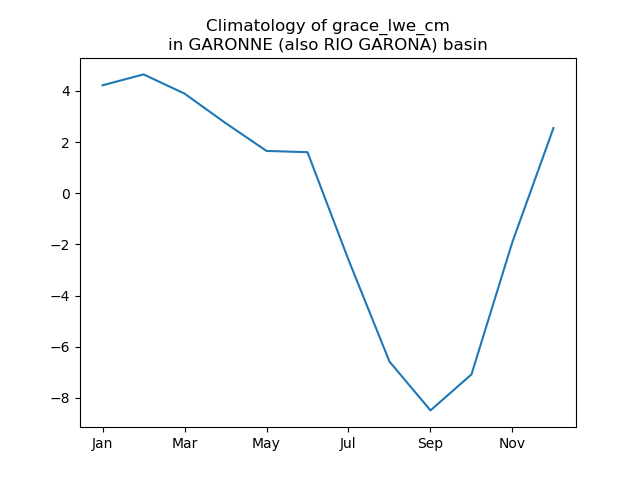 Climatology of grace_lwe_cm
in GARONNE (also RIO GARONA) basin
4
2
0
−2
−4
−6
−8
Jan Mar May Jul Sep Nov